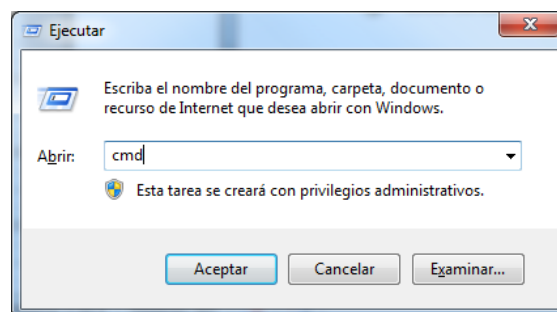 Ejecutar
Escriba el nombre del programa, carpeta, documento o
recurso de Internet que desea abrir con Windows.
Abrir: cmd
Esta tarea se creará con privilegios administrativos.
Aceptar Cancelar Examinar...